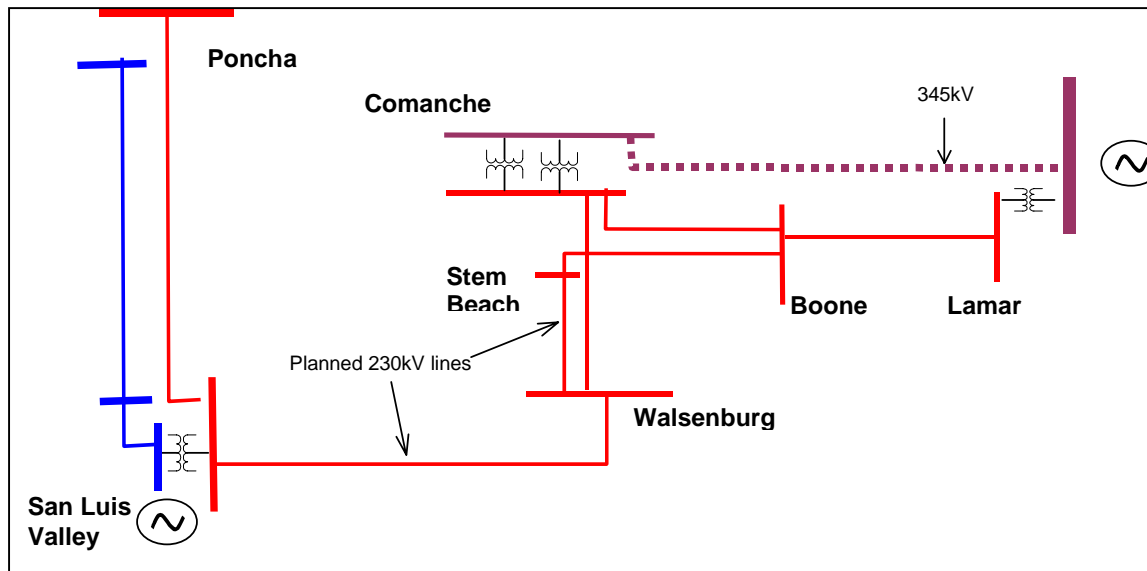 Poncha
Comanche
345kV
Stem
Beach
Boone
Lamar
Planned 230kV lines
Walsenburg
San Luis
Valley